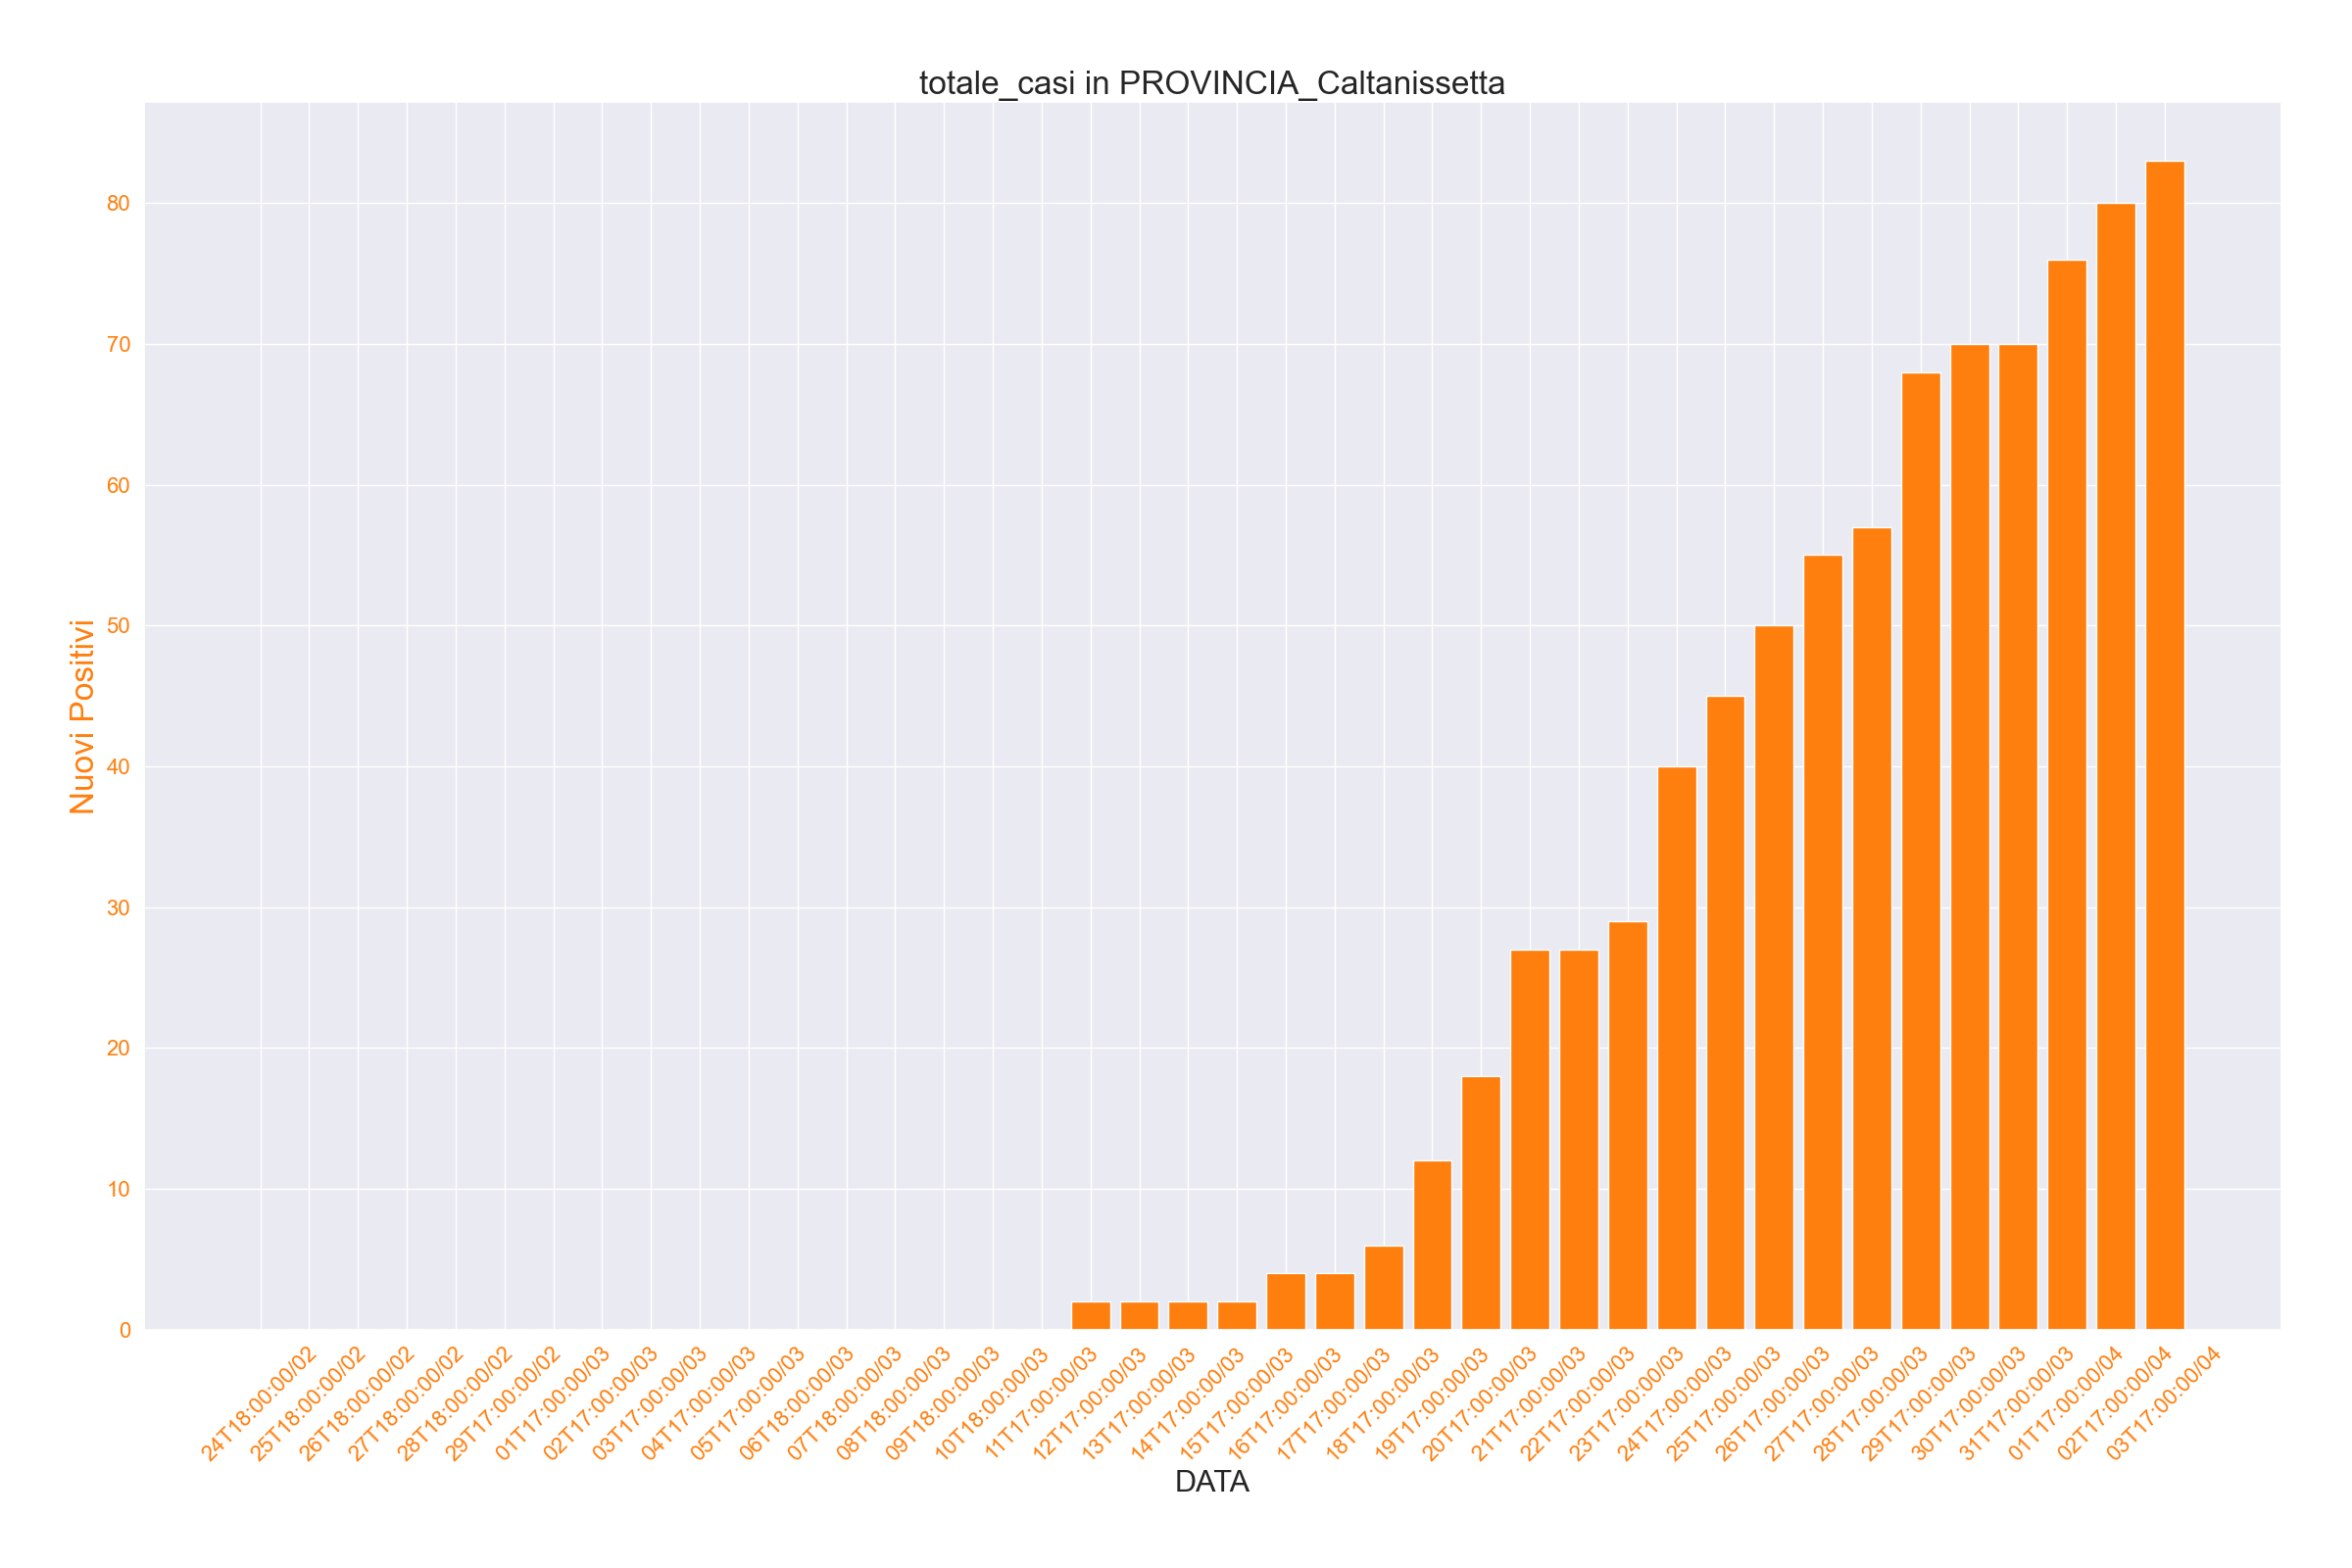 totale_casi in PROVINCIA_Caltanissetta
Nuovi Positivi
80
70
60
50
40
30
20
10
0
24T18:00:00/02
25T18:00:00/02
26T18:00:00/02
27T18:00:00/02
28T18:00:00/02
29T17:00:00/02
01T17:00:00/03
02T17:00:00/03
03T17:00:00/03
04T17:00:00/03
05T17:00:00/03
06T18:00:00/03
07T18:00:00/03
08T18:00:00/03
09T18:00:00/03
10T18:00:00/03
11T17:00:00/03
12T17:00:00/03
13T17:00:00/03
14T17:00:00/03
15T17:00:00/03
16T17:00:00/03
17T17:00:00/03
18T17:00:00/03
19T17:00:00/03
20T17:00:00/03
21T17:00:00/03
22T17:00:00/03
23T17:00:00/03
24T17:00:00/03
25T17:00:00/03
26T17:00:00/03
27T17:00:00/03
28T17:00:00/03
29T17:00:00/03
30T17:00:00/03
31T17:00:00/03
01T17:00:00/04
02T17:00:00/04
03T17:00:00/04
DATA